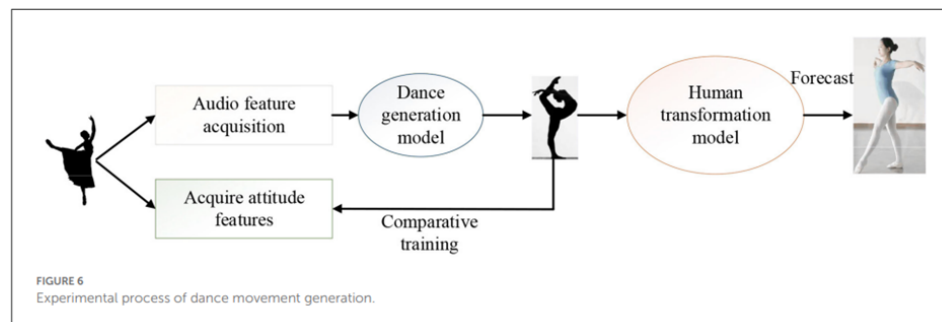 Audio feature
acquisition
Dance
generation
model
Human
transformation
model
Forecast
Acquire attitude
features
Comparative
training
FIGURE 6
Experimental process of dance movement generation.